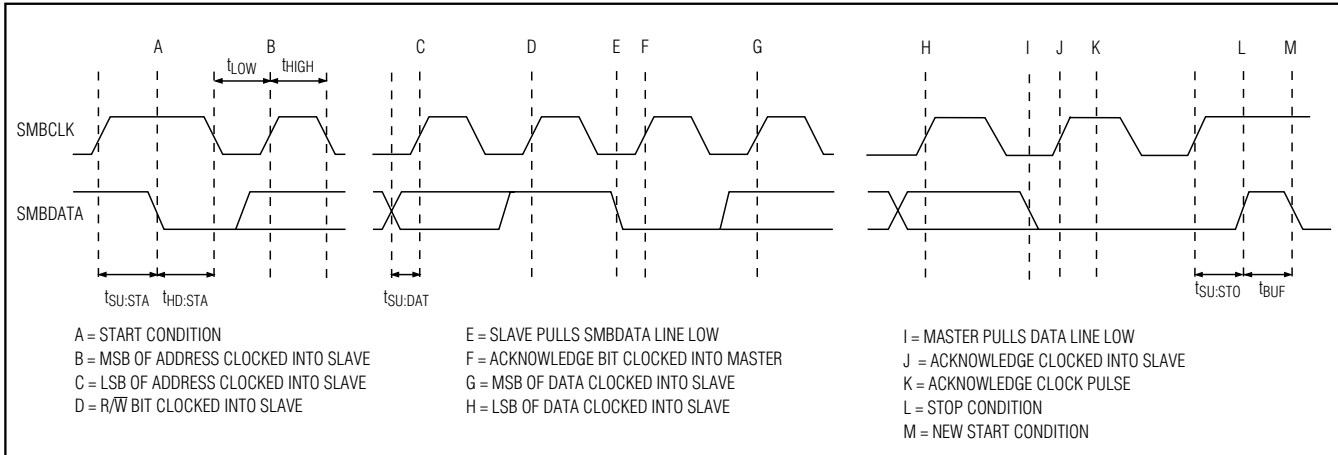 A B C D E F G H I J K L M
tLOW tHIGH
SMBCLK
SMBDATA
tSU:STA tHD:STA tSU:DAT tSU:STO tBUF
A = START CONDITION
B = MSB OF ADDRESS CLOCKED INTO SLAVE
C = LSB OF ADDRESS CLOCKED INTO SLAVE
D = R/W̅ BIT CLOCKED INTO SLAVE
E = SLAVE PULLS SMBDATA LINE LOW
F = ACKNOWLEDGE BIT CLOCKED INTO MASTER
G = MSB OF DATA CLOCKED INTO SLAVE
H = LSB OF DATA CLOCKED INTO SLAVE
I = MASTER PULLS DATA LINE LOW
J = ACKNOWLEDGE CLOCKED INTO SLAVE
K = ACKNOWLEDGE CLOCK PULSE
L = STOP CONDITION
M = NEW START CONDITION